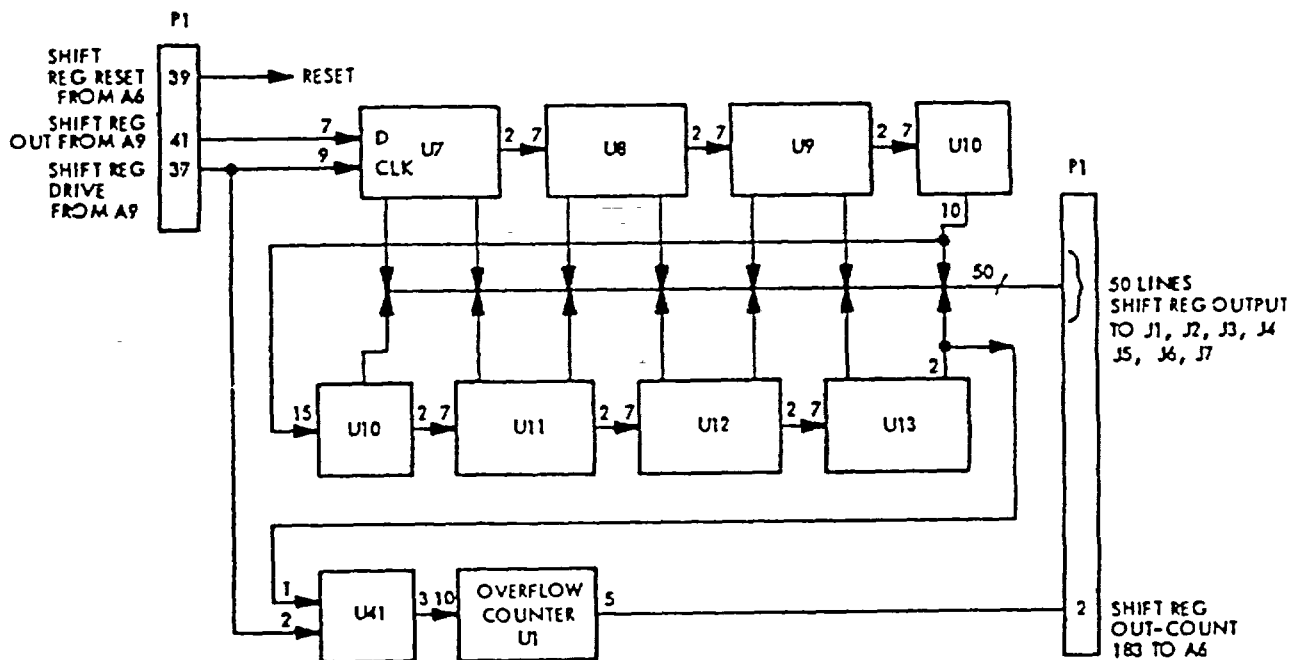 P1
SHIFT
REG RESET
FROM A6
39
RESET
SHIFT REG
OUT FROM A9
41
7
D
U7
2 7
U8
2 7
U9
2 7
U10
SHIFT REG
DRIVE
FROM A9
37
9
CLK
P1
10
50
50 LINES
SHIFT REG OUTPUT
TO J1, J2, J3, J4
J5, J6, J7
2
15
U10
2 7
U11
2 7
U12
2 7
U13
1
2
U41
3 10
OVERFLOW
COUNTER
U1
5
2
SHIFT REG
OUT-COUNT
183 TO A6